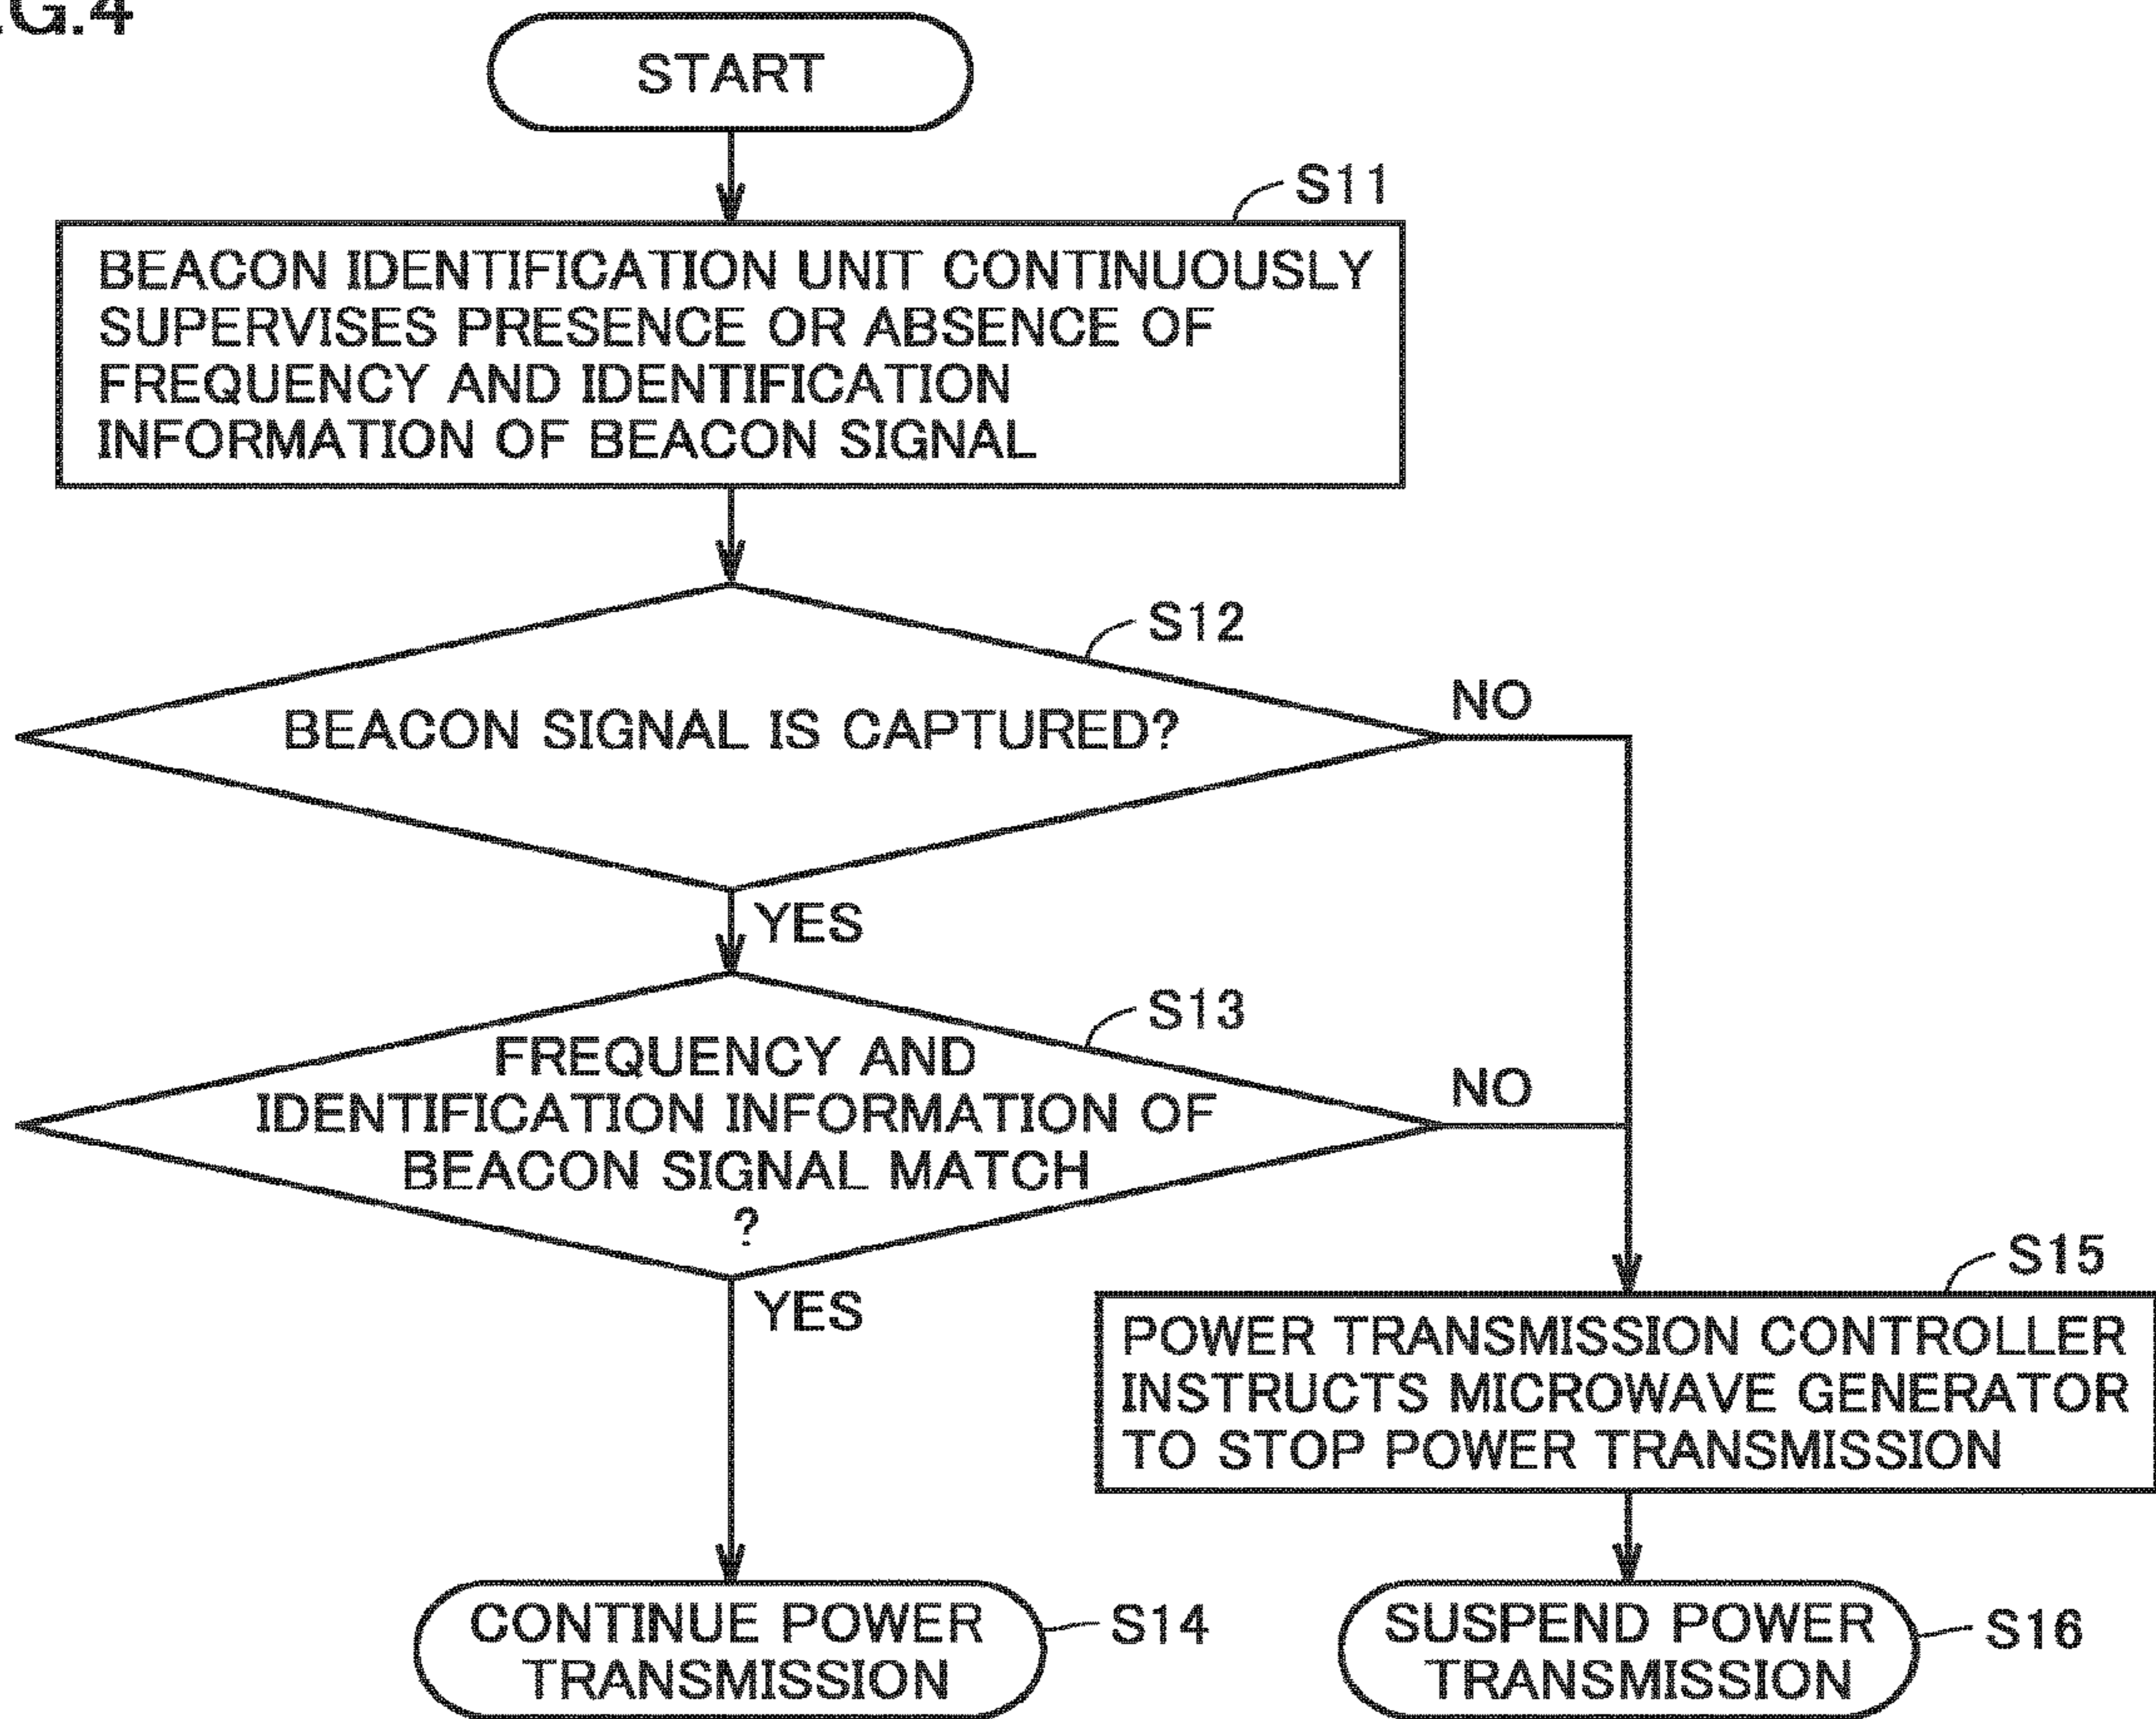 G.4
START
S11
BEACON IDENTIFICATION UNIT CONTINUOUSLY
SUPERVISES PRESENCE OR ABSENCE OF
FREQUENCY AND IDENTIFICATION
INFORMATION OF BEACON SIGNAL
S12
BEACON SIGNAL IS CAPTURED?
NO
YES
S13
FREQUENCY AND
IDENTIFICATION INFORMATION OF
BEACON SIGNAL MATCH
?
NO
YES
S15
POWER TRANSMISSION CONTROLLER
INSTRUCTS MICROWAVE GENERATOR
TO STOP POWER TRANSMISSION
CONTINUE POWER
TRANSMISSION
S14
SUSPEND POWER
TRANSMISSION
S16